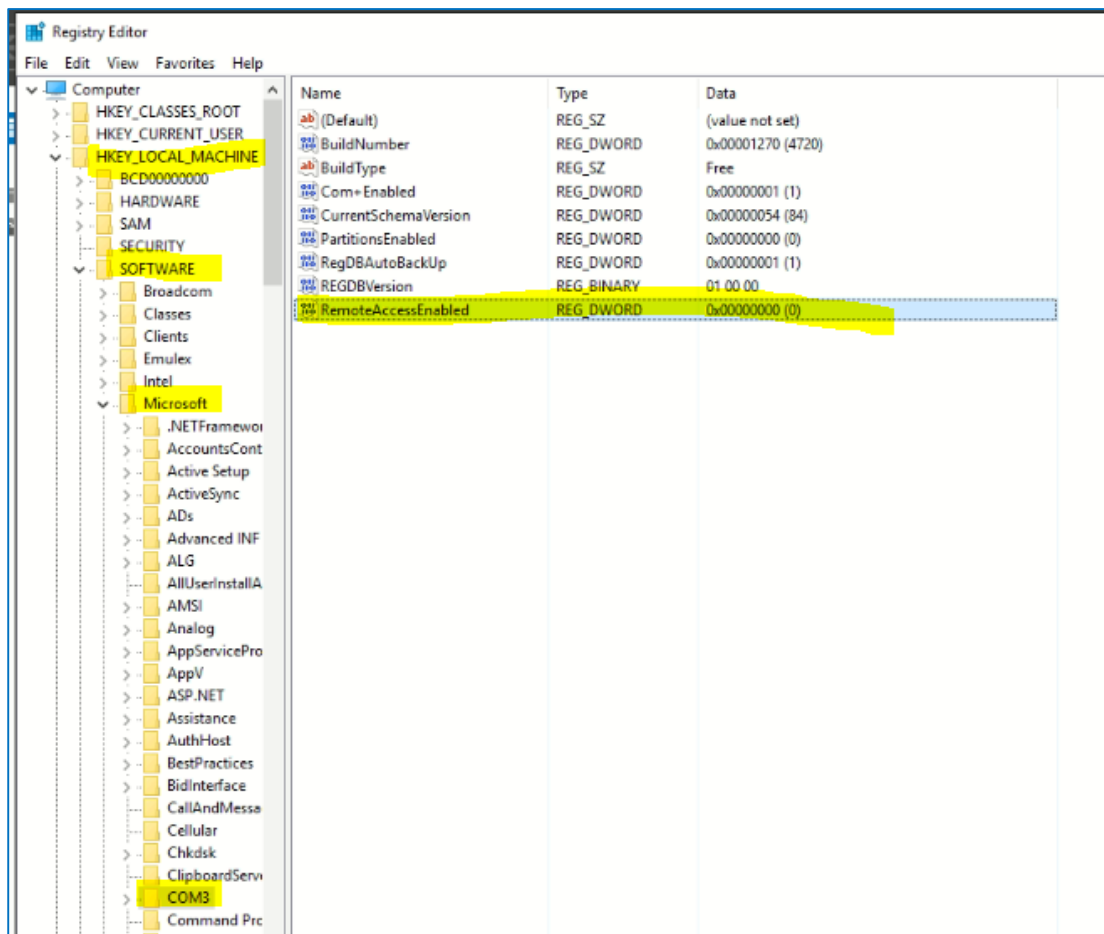 Registry Editor
File Edit View Favorites Help
Computer
HKEY_CLASSES_ROOT
HKEY_CURRENT_USER
HKEY_LOCAL_MACHINE
BCD00000000
HARDWARE
SAM
SECURITY
SOFTWARE
Broadcom
Classes
Clients
Emulex
Intel
Microsoft
.NETFramewor
AccountsCont
Active Setup
ActiveSync
ADs
Advanced INF
ALG
AllUserInstallA
AMSI
Analog
AppServicePro
AppV
ASP.NET
Assistance
AuthHost
BestPractices
BidInterface
CallAndMessa
Cellular
Chkdsk
ClipboardServ
COM3
Command Prc
Name Type Data
(Default) REG_SZ (value not set)
BuildNumber REG_DWORD 0x00001270 (4720)
BuildType REG_SZ Free
Com+Enabled REG_DWORD 0x00000001 (1)
CurrentSchemaVersion REG_DWORD 0x00000054 (84)
PartitionsEnabled REG_DWORD 0x00000000 (0)
RegDBAutoBackUp REG_DWORD 0x00000001 (1)
REGDBVersion REG_BINARY 01 00 00
RemoteAccessEnabled REG_DWORD 0x00000000 (0)